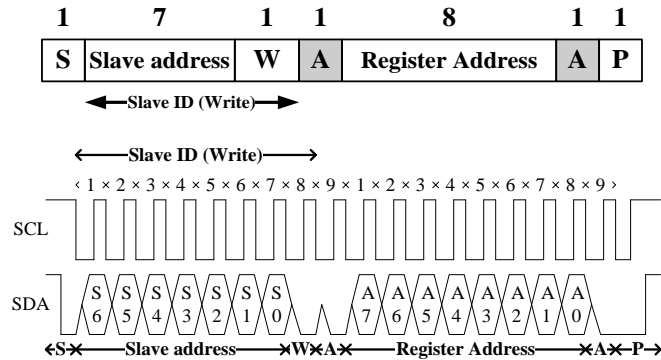 1 7 1 1 8 1 1
S Slave address W A Register Address A P
Slave ID (Write)
Slave ID (Write)
1 2 3 4 5 6 7 8 9 1 2 3 4 5 6 7 8 9
SCL
SDA S6 S5 S4 S3 S2 S1 S0 A7 A6 A5 A4 A3 A2 A1 A0
S Slave address W A Register Address A P